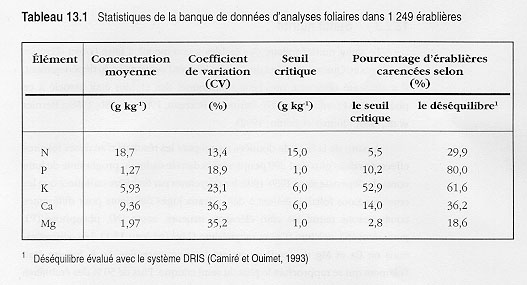 Tableau 13.1 Statistiques de la banque de données d'analyses foliaires dans 1 249 érablières
Élément Concentration moyenne Coefficient de variation (CV) Seuil critique Pourcentage d'érablières carencées selon (%)
(g kg-1) (%) (g kg-1) le seuil critique le déséquilibre1
N 18,7 13,4 15,0 5,5 29,9
P 1,27 18,9 1,0 10,2 80,0
K 5,93 23,1 6,0 52,9 61,6
Ca 9,36 36,3 6,0 14,0 36,2
Mg 1,97 35,2 1,0 2,8 18,6
1 Déséquilibre évalué avec le système DRIS (Camiré et Ouimet, 1993)